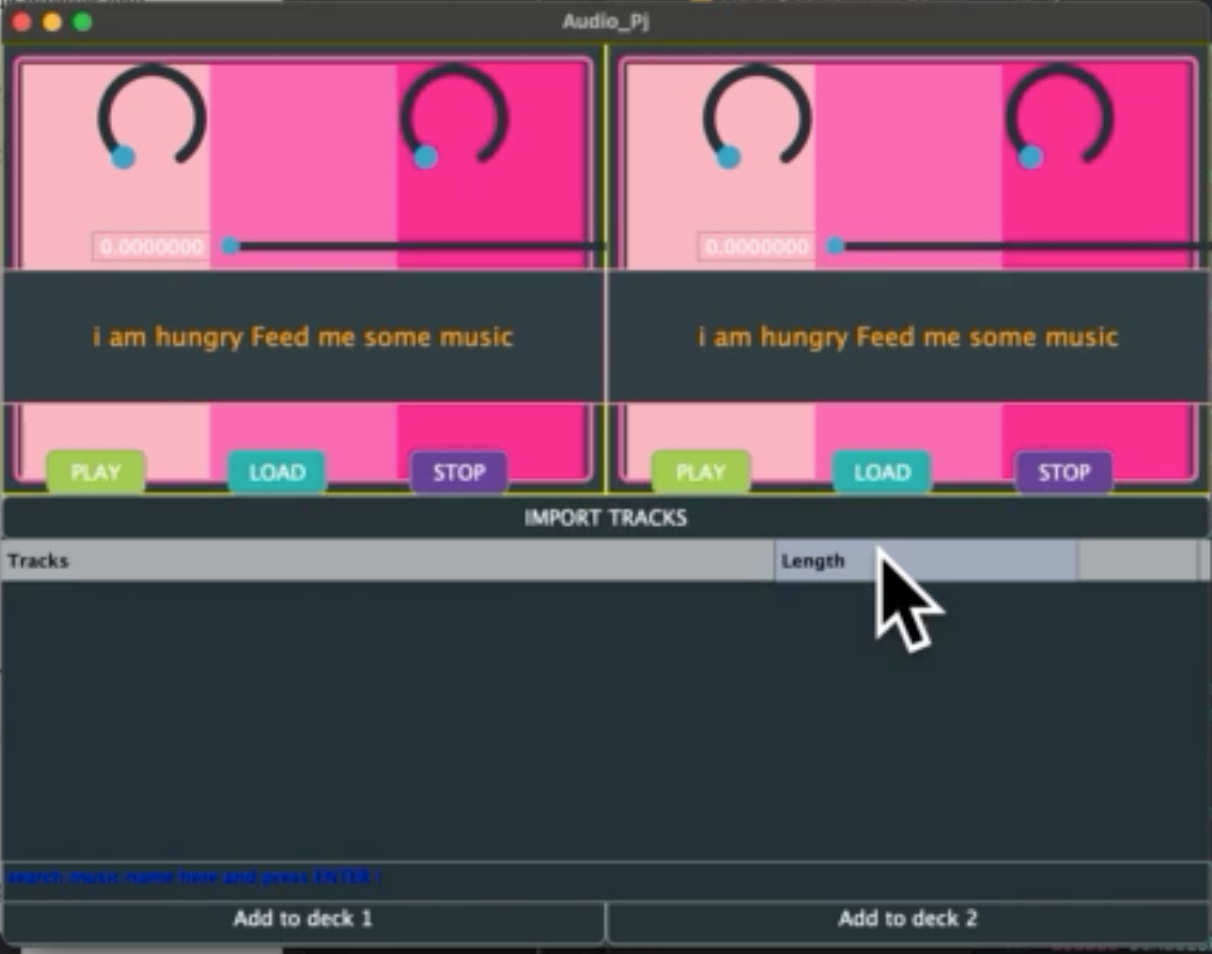 Audio_Pj
0.0000000
0.0000000
i am hungry Feed me some music
i am hungry Feed me some music
PLAY
LOAD
STOP
PLAY
LOAD
STOP
IMPORT TRACKS
Tracks
Length
search music name here and press ENTER !
Add to deck 1
Add to deck 2